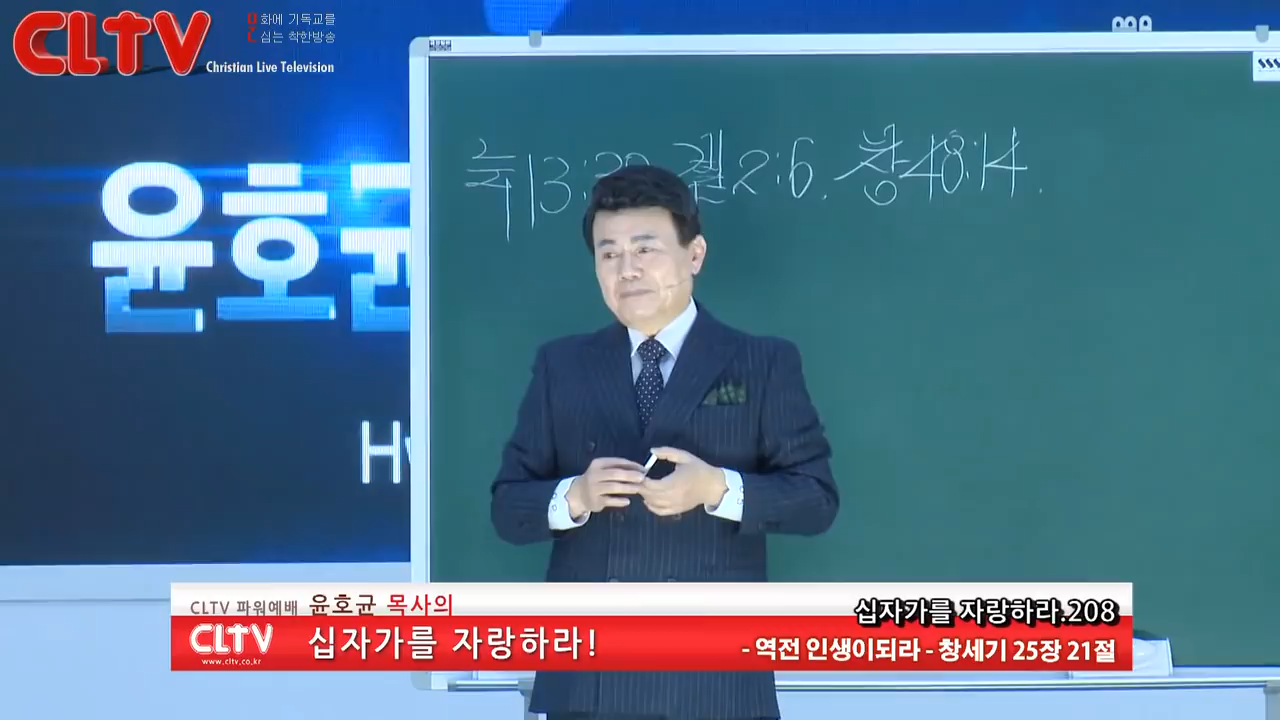 CLTV
문화에 기독교를
심는 착한방송
Christian Live Television
눅13:30 겔2:6. 창48:14.
윤호균
H
CLTV 파워예배 윤호균 목사의
십자가를 자랑하라!
CLTV
www.cltv.co.kr
십자가를 자랑하라.208
- 역전 인생이되라 - 창세기 25장 21절